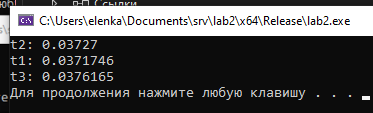 Ссылки
C:\Users\elenka\Documents\srv\lab2\x64\Release\lab2.exe
t2: 0.03727
t1: 0.0371746
t3: 0.0376165
Для продолжения нажмите любую клавишу . . .